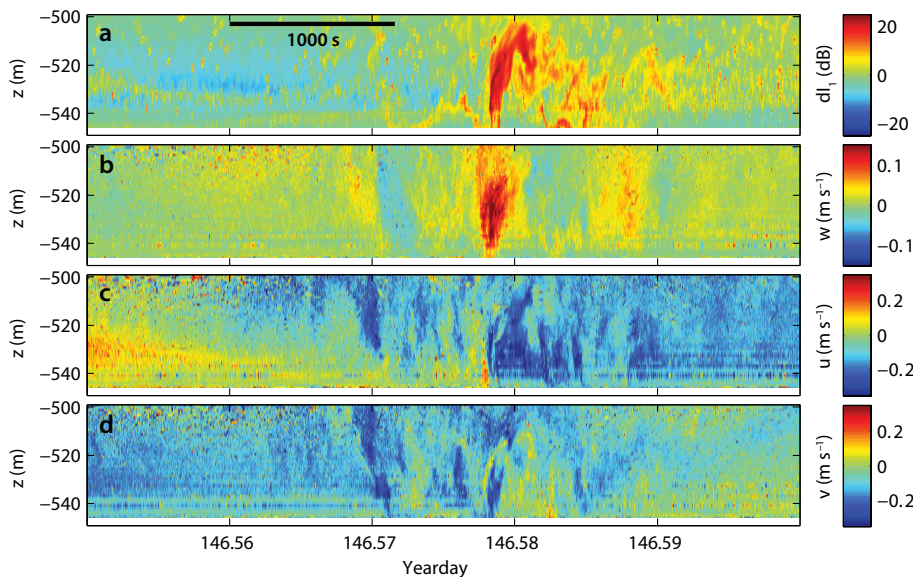 a
1000 s
z (m)
−500
−520
−540
dI₁ (dB)
20
0
−20
b
z (m)
−500
−520
−540
w (m s⁻¹)
0.1
0
−0.1
c
z (m)
−500
−520
−540
u (m s⁻¹)
0.2
0
−0.2
d
z (m)
−500
−520
−540
v (m s⁻¹)
0.2
0
−0.2
146.56 146.57 146.58 146.59
Yearday